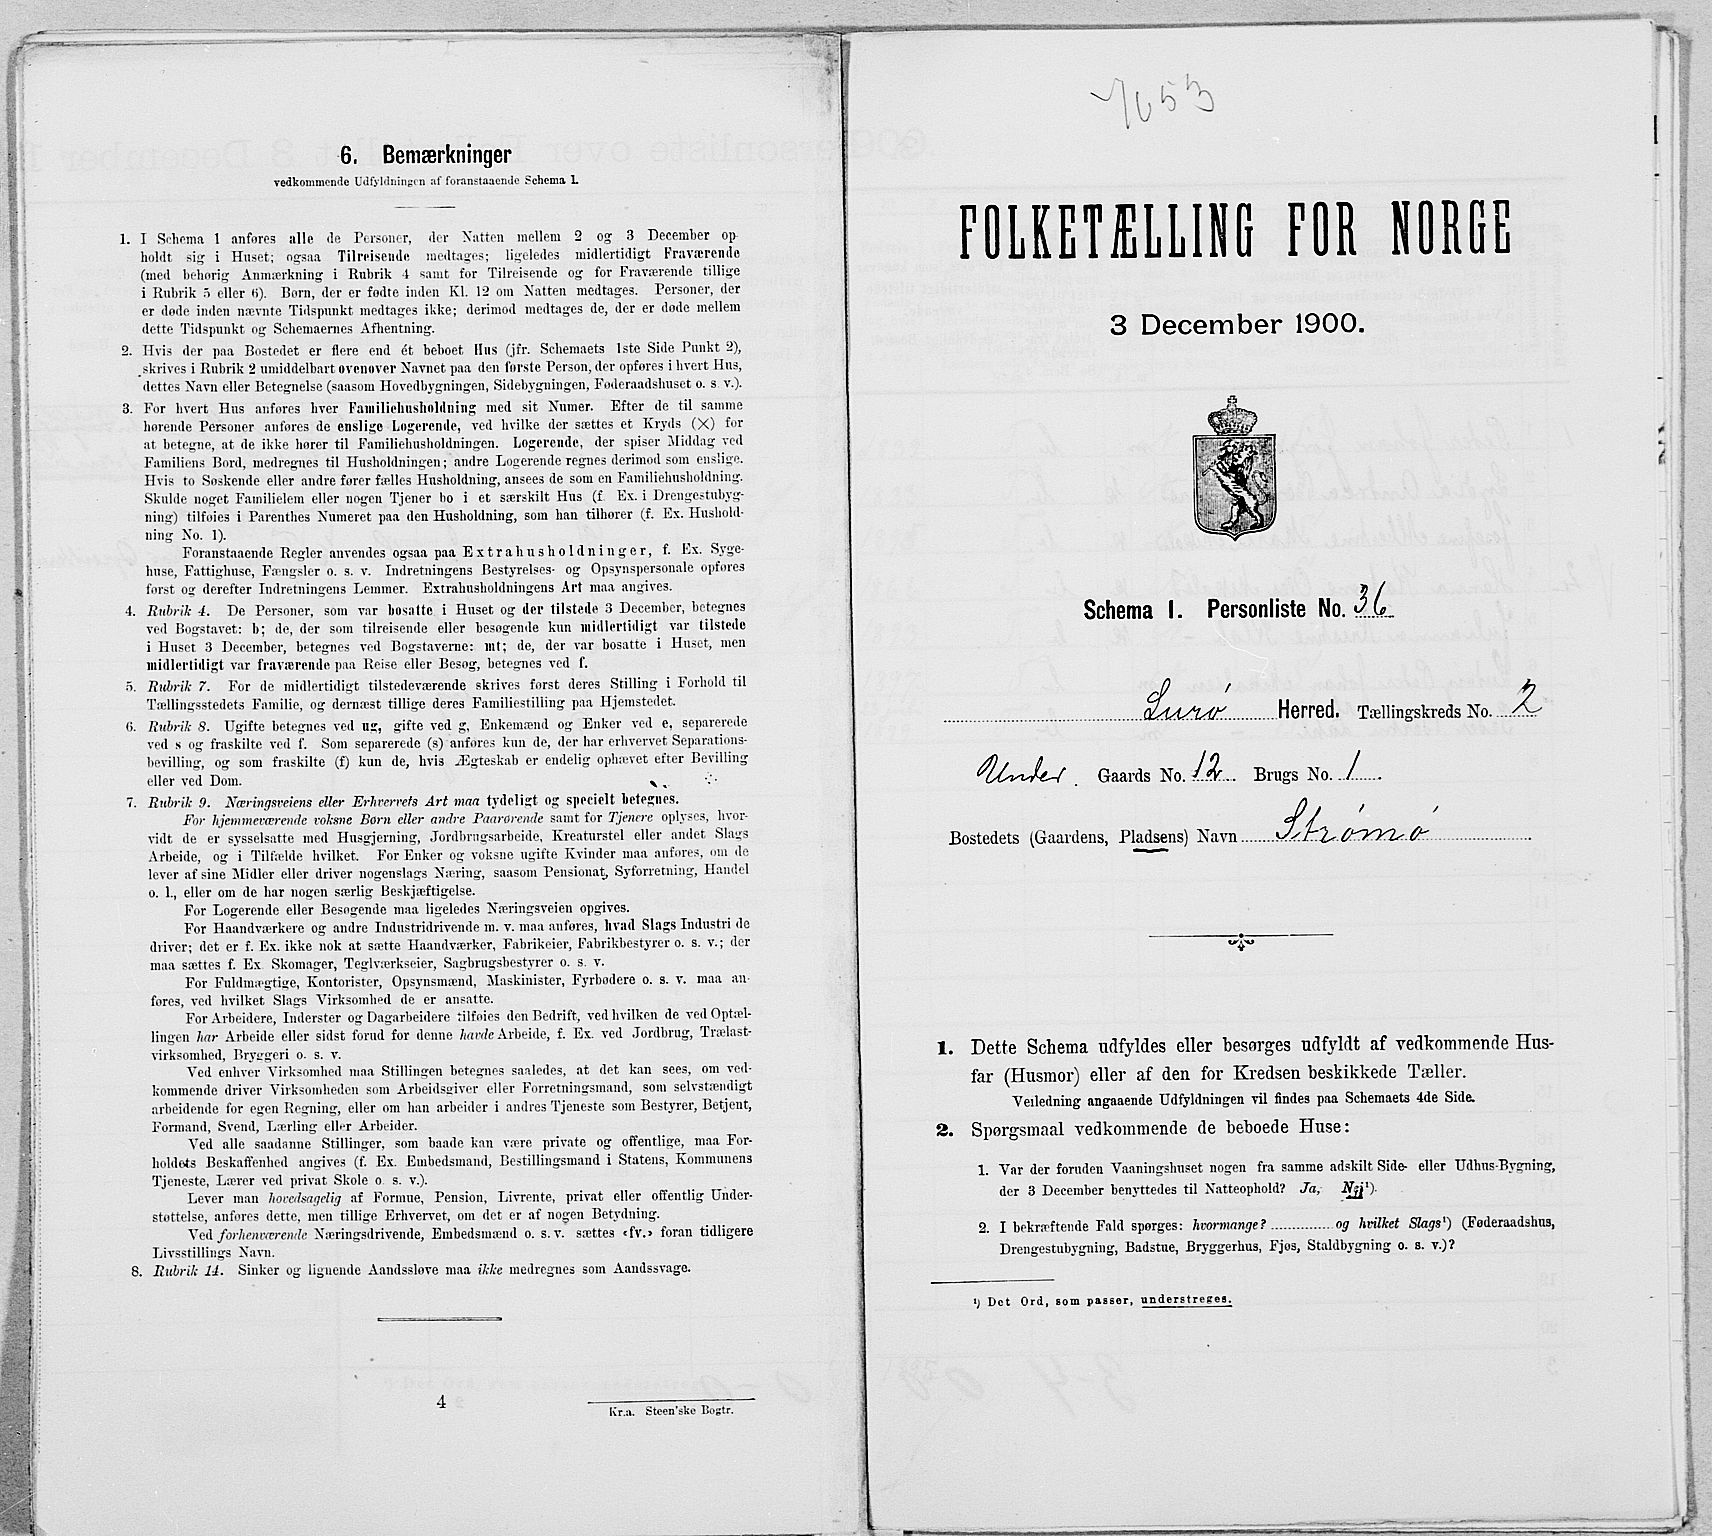 6. Bemærkninger
vedkommende Udfyldningen af foranstaaende Schema 1.
1. I Schema 1 anføres alle de Personer, der Natten mellem 2 og 3 December op-
holdt sig i Huset; ogsaa Tilreisende medtages; ligeledes midlertidigt Fraværende
(med behørig Anmærkning i Rubrik 4 samt for Tilreisende og for Fraværende tillige
i Rubrik 5 eller 6). Børn, der er fødte inden Kl. 12 om Natten medtages. Personer, der
er døde inden nævnte Tidspunkt medtages ikke; derimod medtages de, der er døde mellem
dette Tidspunkt og Schemaernes Afhentning.
2. Hvis der paa Bostedet er flere end ét beboet Hus (jfr. Schemaets 1ste Side Punkt 2),
skrives i Rubrik 2 umiddelbart ovenover Navnet paa den første Person, der opføres i hvert Hus,
dettes Navn eller Betegnelse (saasom Hovedbygningen, Sidebygningen, Føderaadshuset o. s. v.).
3. For hvert Hus anføres hver Familiehusholdning med sit Numer. Efter de til samme
hørende Personer anføres de enslige Logerende, ved hvilke der sættes et Kryds (X) for
at betegne, at de ikke hører til Familiehusholdningen. Logerende, der spiser Middag ved
Familiens Bord, medregnes til Husholdningen; andre Logerende regnes derimod som enslige.
Hvis to Søskende eller andre fører fælles Husholdning, ansees de som en Familiehusholdning.
Skulde noget Familielem eller nogen Tjener bo i et særskilt Hus (f. Ex. i Drengestubyg-
ning) tilføies i Parenthes Numeret paa den Husholdning, som han tilhører (f. Ex. Hushold-
ning No. 1).
Foranstaaende Regler anvendes ogsaa paa Extrahusholdninger, f. Ex. Syge-
huse, Fattighuse, Fængsler o. s. v. Indretningens Bestyrelses- og Opsynspersonale opføres
først og derefter Indretningens Lemmer. Extrahusholdningens Art maa angives.
4. Rubrik 4. De Personer, som var bosatte i Huset og der tilstede 3 December, betegnes
ved Bogstavet: b; de, der som tilreisende eller besøgende kun midlertidigt var tilstede
i Huset 3 December, betegnes ved Bogstaverne: mt; de, der var bosatte i Huset, men
midlertidigt var fraværende paa Reise eller Besøg, betegnes ved f.
5. Rubrik 7. For de midlertidigt tilstedeværende skrives først deres Stilling i Forhold til
Tællingsstedets Familie, og dernæst tillige deres Familiestilling paa Hjemstedet.
6. Rubrik 8. Ugifte betegnes ved ug, gifte ved g, Enkemænd og Enker ved e, separerede
ved s og fraskilte ved f. Som separerede (s) anføres kun de, der har erhvervet Separations-
bevilling, og som fraskilte (f) kun de, hvis Ægteskab er endelig ophævet efter Bevilling
eller ved Dom.
7. Rubrik 9. Næringsveiens eller Erhvervets Art maa tydeligt og specielt betegnes.
For hjemmeværende voksne Børn eller andre Paarørende samt for Tjenere oplyses, hvor-
vidt de er sysselsatte med Husgjerning, Jordbrugsarbeide, Kreaturstel eller andet Slags
Arbeide, og i Tilfælde hvilket. For Enker og voksne ugifte Kvinder maa anføres, om de
lever af sine Midler eller driver nogenslags Næring, saasom Pensionat, Syforretning, Handel
o. l., eller om de har nogen særlig Beskjæftigelse.
For Logerende eller Besøgende maa ligeledes Næringsveien opgives.
For Haandværkere og andre Industridrivende m. v. maa anføres, hvad Slags Industri de
driver; det er f. Ex. ikke nok at sætte Haandværker, Fabrikeier, Fabrikbestyrer o. s. v.; der
maa sættes f. Ex. Skomager, Teglværkseier, Sagbrugsbestyrer o. s. v.
For Fuldmægtige, Kontorister, Opsynsmænd, Maskinister, Fyrbødere o. s. v. maa an-
føres, ved hvilket Slags Virksomhed de er ansatte.
For Arbeidere, Inderster og Dagarbeidere tilføies den Bedrift, ved hvilken de ved Optæl-
lingen har Arbeide eller sidst forud for denne havde Arbeide, f. Ex. ved Jordbrug, Trælast-
virksomhed, Bryggeri o. s. v.
Ved enhver Virksomhed maa Stillingen betegnes saaledes, at det kan sees, om ved-
kommende driver Virksomheden som Arbeidsgiver eller Forretningsmand, som selvstændigt
arbeidende for egen Regning, eller om han arbeider i andres Tjeneste som Bestyrer, Betjent,
Formand, Svend, Lærling eller Arbeider.
Ved alle saadanne Stillinger, som baade kan være private og offentlige, maa For-
holdets Beskaffenhed angives (f. Ex. Embedsmand, Bestillingsmand i Statens, Kommunens
Tjeneste, Lærer ved privat Skole o. s. v.).
Lever man hovedsagelig af Formue, Pension, Livrente, privat eller offentlig Under-
støttelse, anføres dette, men tillige Erhvervet, om det er af nogen Betydning.
Ved forhenværende Næringsdrivende, Embedsmænd o. s. v. sættes «fv.» foran tidligere
Livsstillings Navn.
8. Rubrik 14. Sinker og lignende Aandssløve maa ikke medregnes som Aandssvage.
4
Kr.a. Steen'ske Bogtr.
FOLKETÆLLING FOR NORGE
3 December 1900.
Schema 1. Personliste No. 36
Lurø Herred. Tællingskreds No. 2
Under. Gaards No. 12 Brugs No. 1
Bostedets (Gaardens, Pladsens) Navn Strømø
1. Dette Schema udfyldes eller besørges udfyldt af vedkommende Hus-
far (Husmor) eller af den for Kredsen beskikkede Tæller.
Veiledning angaaende Udfyldningen vil findes paa Schemaets 4de Side.
2. Spørgsmaal vedkommende de beboede Huse:
1. Var der foruden Vaaningshuset nogen fra samme adskilt Side- eller Udhus-Bygning,
der 3 December benyttedes til Natteophold? Ja, Nei¹).
2. I bekræftende Fald spørges: hvormange? og hvilket Slags¹) (Føderaadshus,
Drengestubygning, Badstue, Bryggerhus, Fjøs, Staldbygning o. s. v.)?
¹) Det Ord, som passer, understreges.